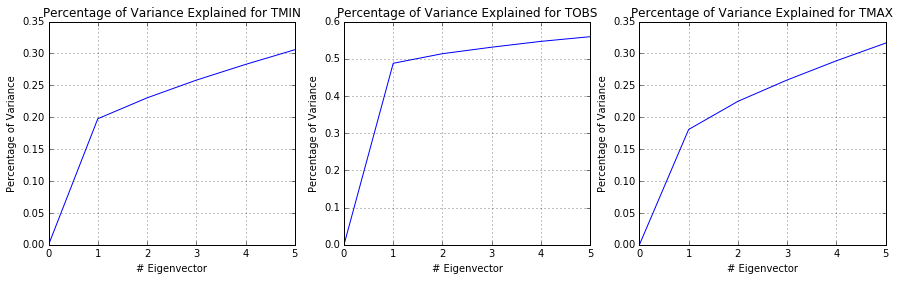 Percentage of Variance Explained for TMIN
0.35
0.30
0.25
0.20
0.15
0.10
0.05
0.00
Percentage of Variance
0 1 2 3 4 5
# Eigenvector
Percentage of Variance Explained for TOBS
0.6
0.5
0.4
0.3
0.2
0.1
0.0
Percentage of Variance
0 1 2 3 4 5
# Eigenvector
Percentage of Variance Explained for TMAX
0.35
0.30
0.25
0.20
0.15
0.10
0.05
0.00
Percentage of Variance
0 1 2 3 4 5
# Eigenvector